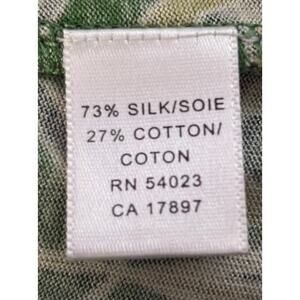 73% SILK/SOIE
27% COTTON/
COTON
RN 54023
CA 17897